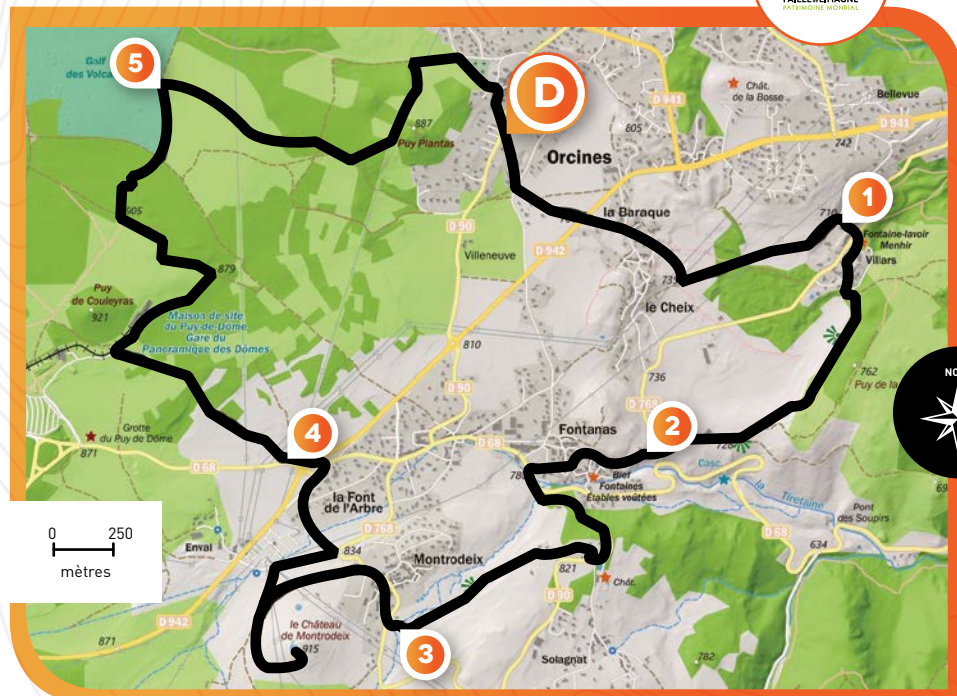 PATRIMOINE MONDIAL
Golf
des Volca
5
D
D 941
Chât.
de la Bosse
Bellevue
D 941
887
Puy Plantas
805
742
Orcines
1
710
905
la Baraque
Fontaine-lavoir
Menhir
Villars
D 90
D 942
Villeneuve
879
le Cheix
Puy
de Couleyras
921
Maison de site
du Puy-de-Dôme
Gare du
Panoramique des Dômes
810
736
762
Puy de la
NO
D 90
D 768
Grotte
du Puy de Dôme
871
4
D 68
D 68
Fontanas
2
728
Bief
Fontaines
Étables voûtées
Casc.
la Tiretaine
la Font
de l'Arbre
Pont
des Soupirs
0 250
mètres
D 768
D 68
634
Enval
834
Montrodeix
821
Chât.
D 90
D 942
871
le Château
de Montrodeix
915
3
Solagnat
782